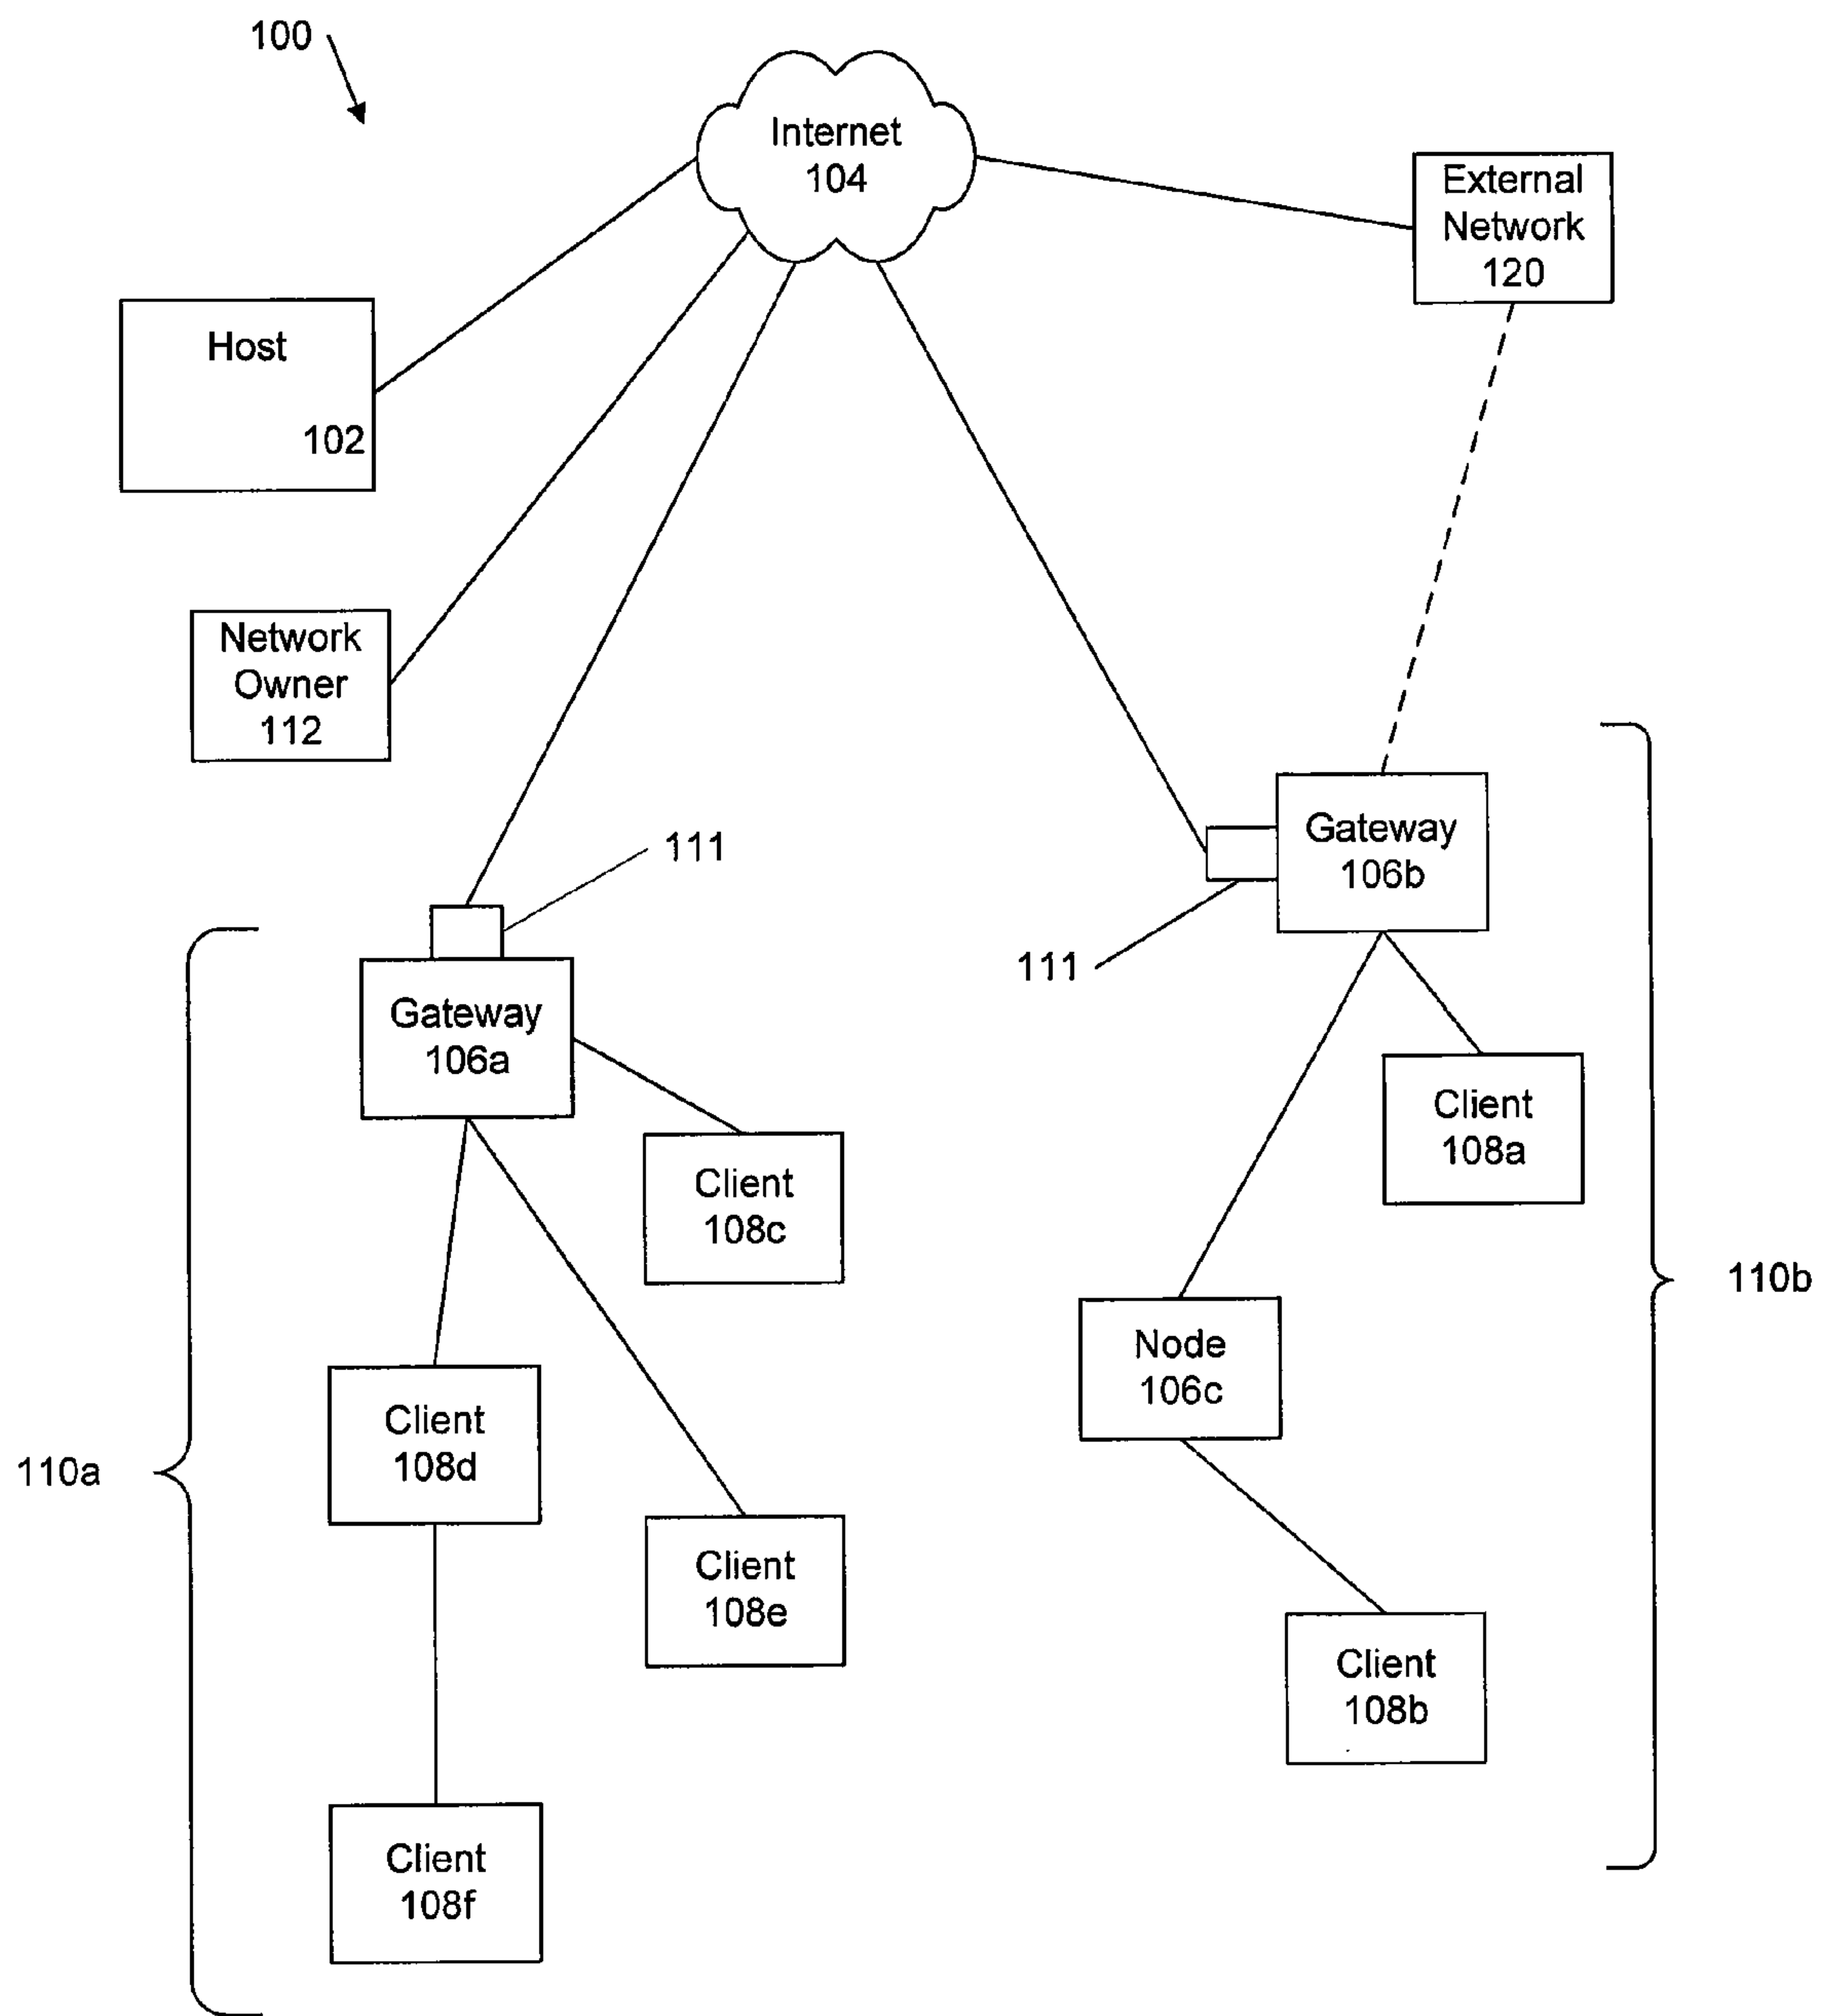 100
Internet
104
External
Network
120
Host
102
Network
Owner
112
111
Gateway
106b
111
Gateway
106a
Client
108a
Client
108c
110b
Node
106c
Client
108d
110a
Client
108e
Client
108b
Client
108f